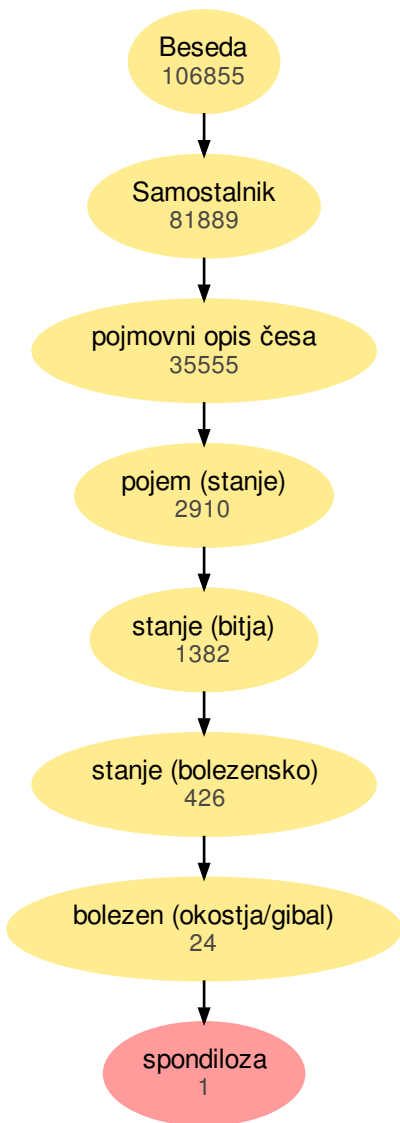 Beseda
106855
Samostalnik
81889
pojmovni opis česa
35555
pojem (stanje)
2910
stanje (bitja)
1382
stanje (bolezensko)
426
bolezen (okostja/gibal)
24
spondiloza
1